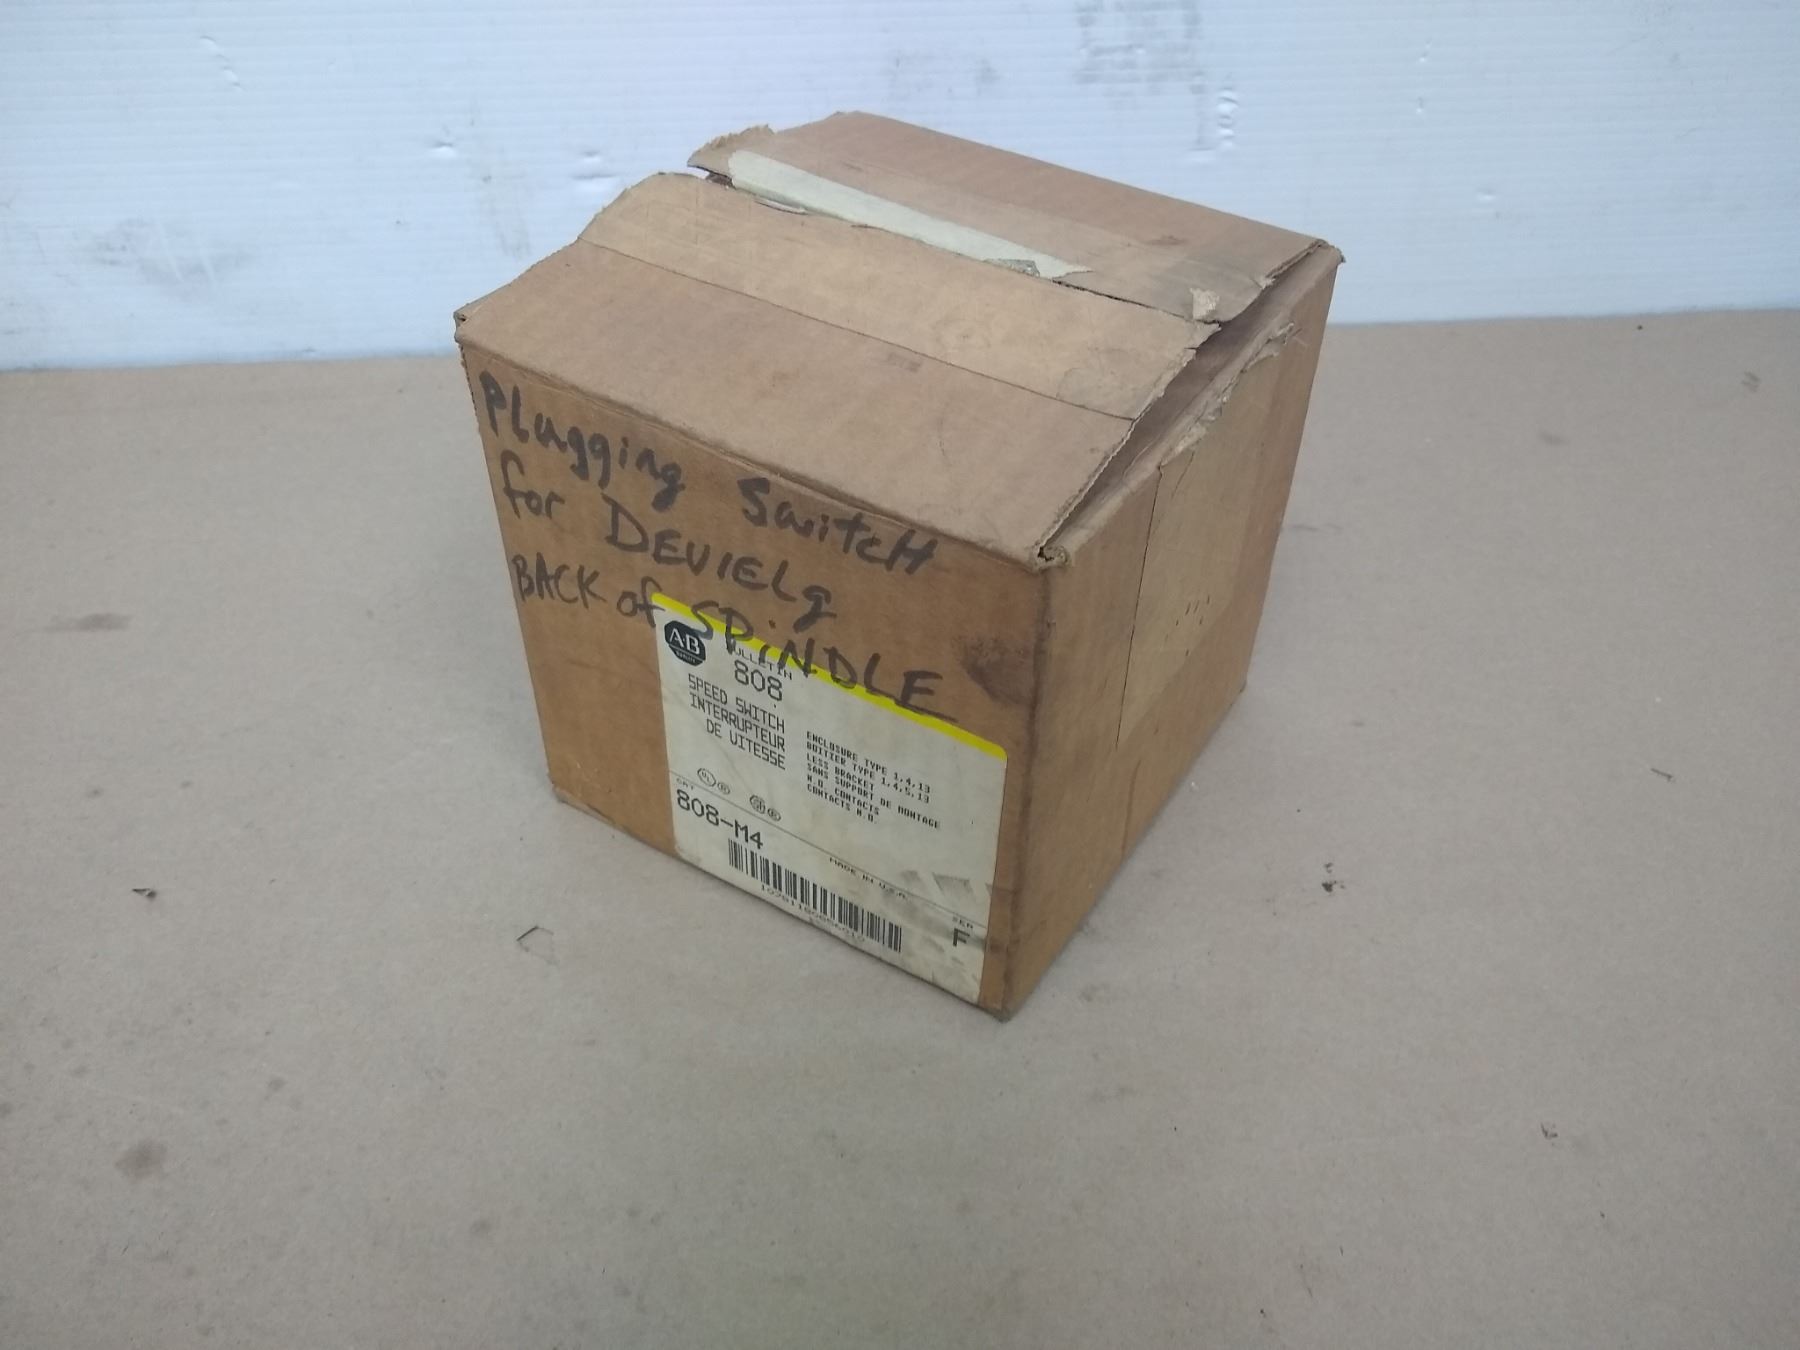 PLugging SwitcH
for DEVIELg
BACK of SPiNDLE
A-B
BULLETIN
808
SPEED SWITCH
INTERRUPTEUR
DE VITESSE
ENCLOSURE TYPE 1,4,13
BOITIER TYPE 1,4,5,13
LESS BRACKET
SANS SUPPORT DE MONTAGE
N.O. CONTACTS
CONTACTS N.O.
CAT
808-M4
MADE IN U.S.A.
SER
F